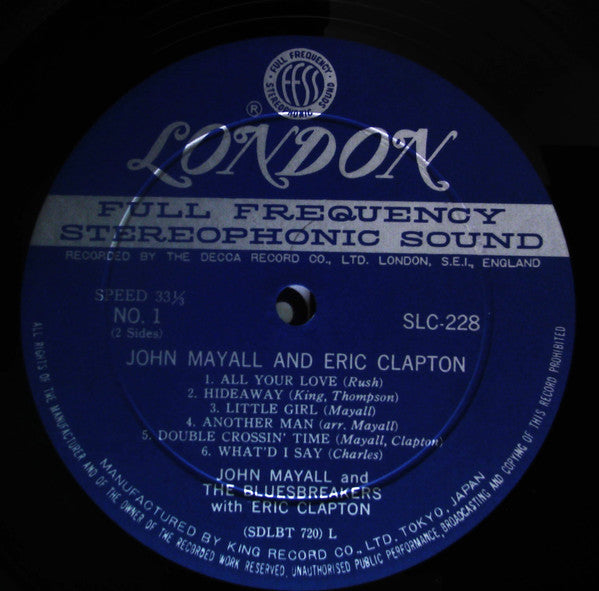 FULL FREQUENCY
ffss
STEREOPHONIC SOUND
®
LONDON
FULL FREQUENCY
STEREOPHONIC SOUND
RECORDED BY THE DECCA RECORD CO., LTD. LONDON, S.E.I., ENGLAND
SPEED 33⅓
NO. 1
(2 Sides)
SLC-228
JOHN MAYALL AND ERIC CLAPTON
1. ALL YOUR LOVE (Rush)
2. HIDEAWAY (King, Thompson)
3. LITTLE GIRL (Mayall)
4. ANOTHER MAN (arr. Mayall)
5. DOUBLE CROSSIN' TIME (Mayall, Clapton)
6. WHAT'D I SAY (Charles)
JOHN MAYALL and
THE BLUESBREAKERS
with ERIC CLAPTON
(SDLBT 720) L
MANUFACTURED BY KING RECORD CO., LTD. TOKYO, JAPAN
ALL RIGHTS OF THE MANUFACTURER AND OF THE OWNER OF THE RECORDED WORK RESERVED, UNAUTHORISED PUBLIC PERFORMANCE, BROADCASTING AND COPYING OF THIS RECORD PROHIBITED